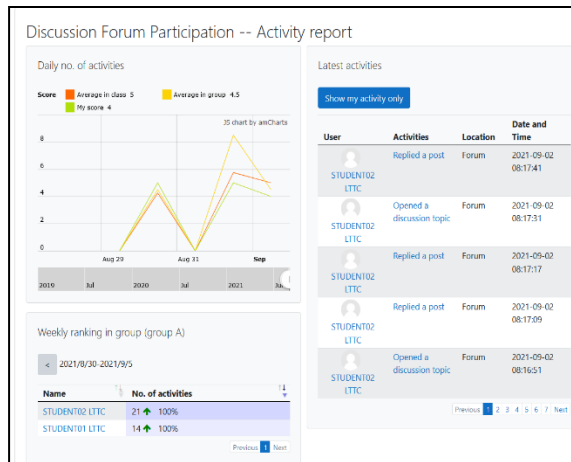 Discussion Forum Participation -- Activity report
Daily no. of activities
Score Average in class 5 Average in group 4.5
My score 4
JS chart by amCharts
8
6
4
2
0
Aug 29 Aug 31 Sep
2019 Jul 2020 Jul 2021
Weekly ranking in group (group A)
< 2021/8/30-2021/9/5
Name No. of activities
STUDENT02 LTTC 21 100%
STUDENT01 LTTC 14 100%
Previous 1 Next
Latest activities
Show my activity only
Date and
User Activities Location Time
Replied a post Forum 2021-09-02
08:17:41
STUDENT02
LTTC
Opened a Forum 2021-09-02
discussion topic 08:17:31
STUDENT02
LTTC
Replied a post Forum 2021-09-02
08:17:17
STUDENT02
LTTC
Replied a post Forum 2021-09-02
08:17:09
STUDENT02
LTTC
Opened a Forum 2021-09-02
discussion topic 08:16:51
STUDENT02
LTTC
Previous 1 2 3 4 5 6 7 Next